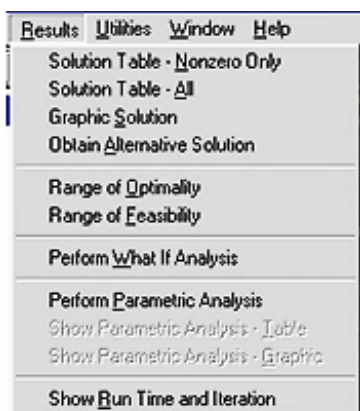 Results Utilities Window Help
Solution Table - Nonzero Only
Solution Table - All
Graphic Solution
Obtain Alternative Solution
Range of Optimality
Range of Feasibility
Perform What If Analysis
Perform Parametric Analysis
Show Parametric Analysis - Table
Show Parametric Analysis - Graphic
Show Run Time and Iteration